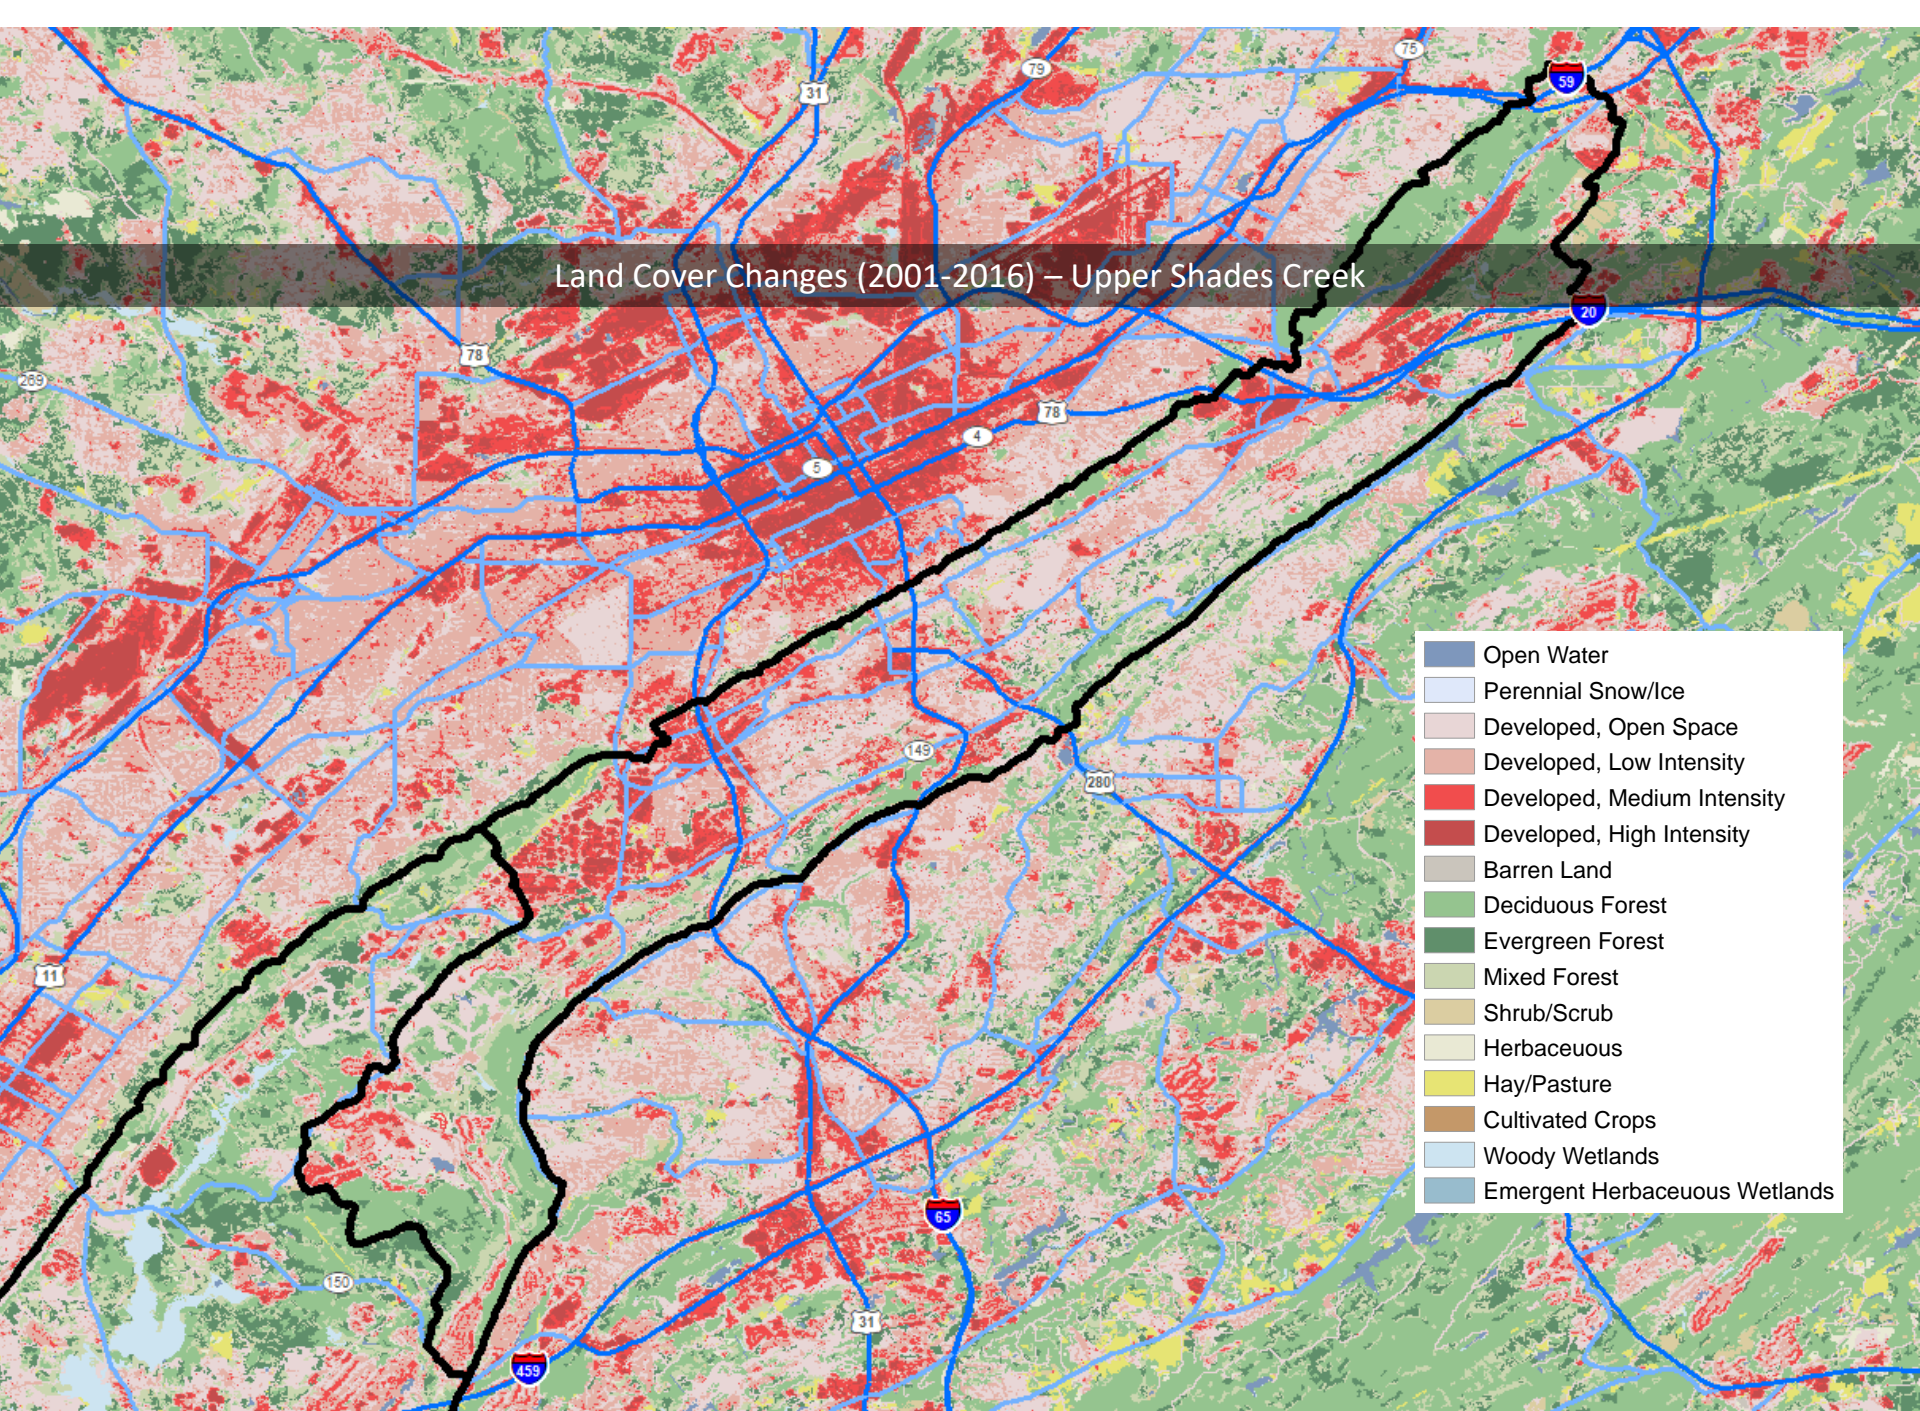 75
59
79
31
Land Cover Changes (2001-2016) – Upper Shades Creek
20
78
269
78
4
5
149
280
11
65
150
31
459
Open Water
Perennial Snow/Ice
Developed, Open Space
Developed, Low Intensity
Developed, Medium Intensity
Developed, High Intensity
Barren Land
Deciduous Forest
Evergreen Forest
Mixed Forest
Shrub/Scrub
Herbaceuous
Hay/Pasture
Cultivated Crops
Woody Wetlands
Emergent Herbaceuous Wetlands